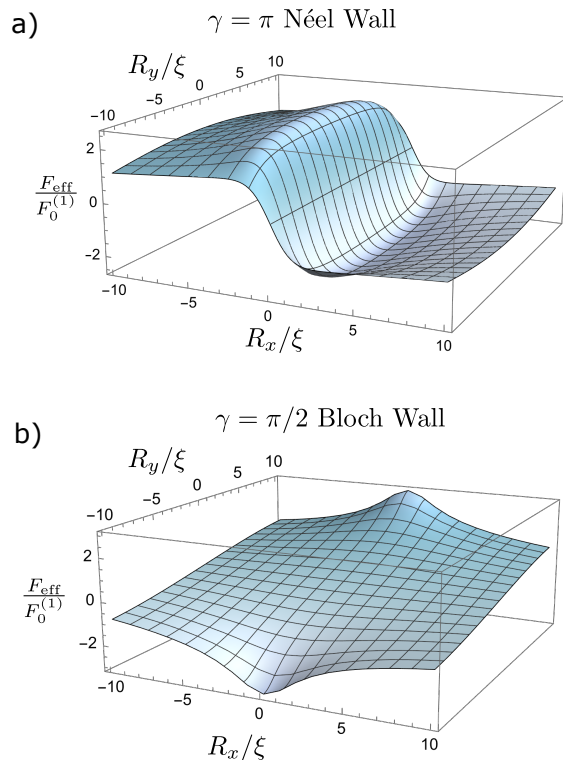 a)
γ = π Néel Wall
R_y/ξ
-10
-5
0
5
10
2
0
-2
F_eff/F_0^(1)
-10
-5
0
5
10
R_x/ξ
b)
γ = π/2 Bloch Wall
R_y/ξ
-10
-5
0
5
10
2
0
-2
F_eff/F_0^(1)
-10
-5
0
5
10
R_x/ξ